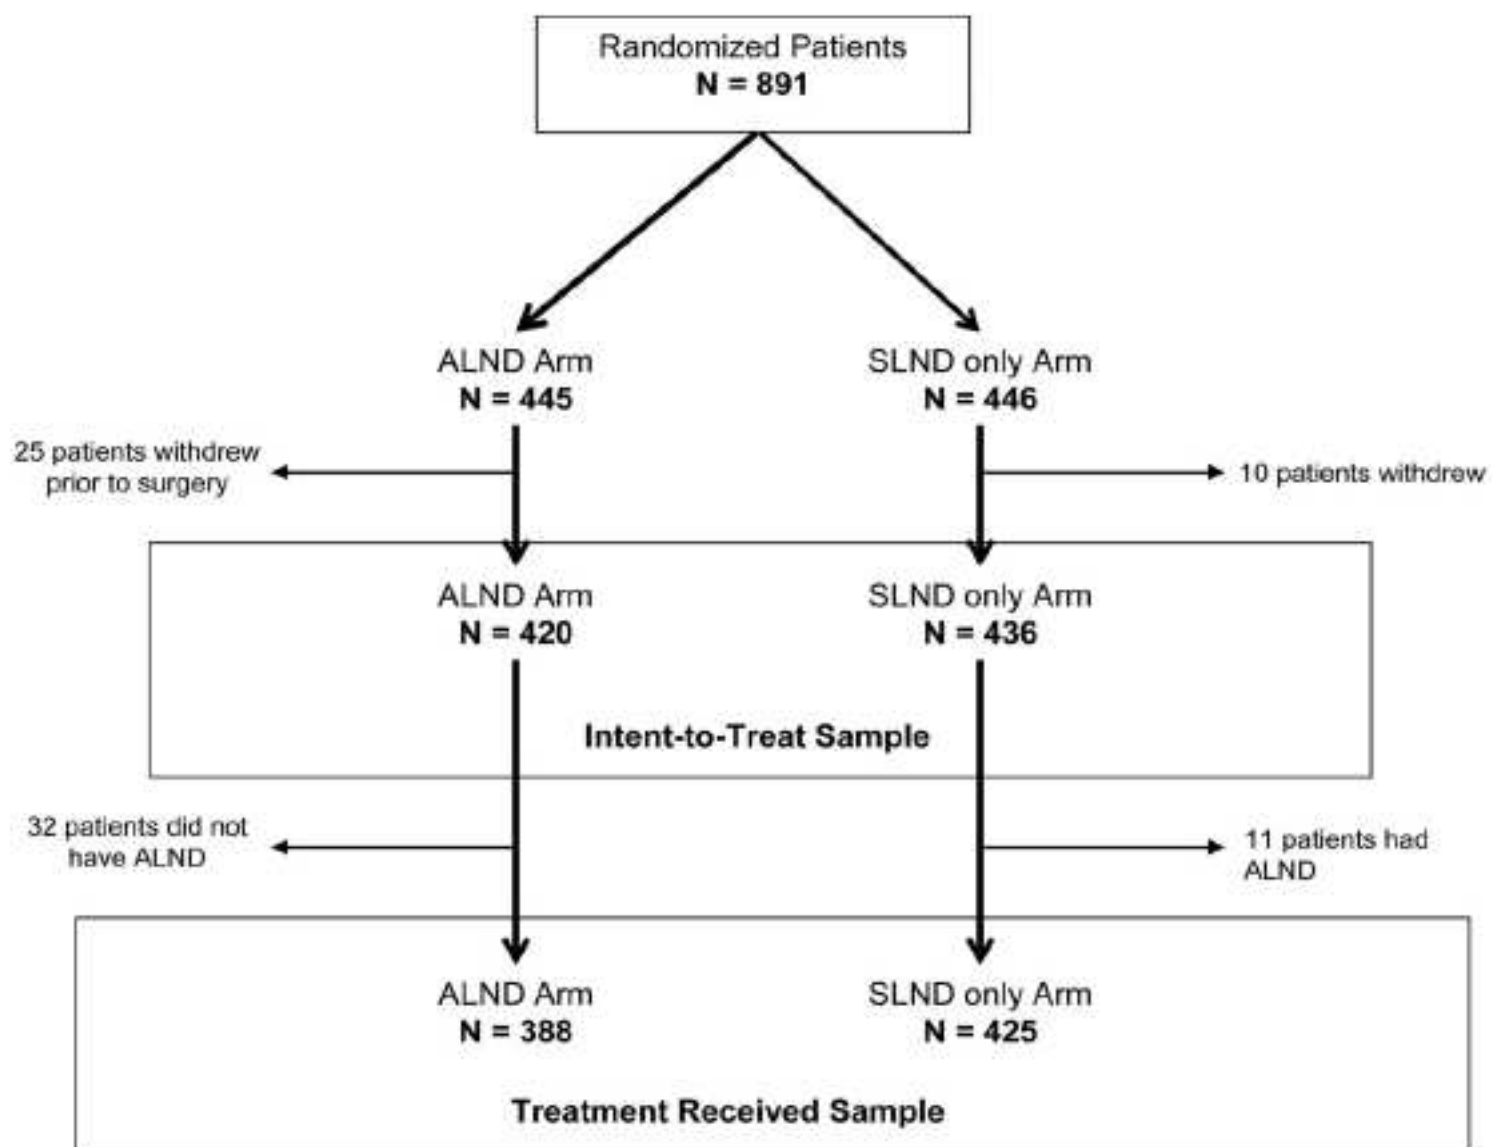 Randomized Patients
N = 891
ALND Arm
N = 445
SLND only Arm
N = 446
25 patients withdrew
prior to surgery
10 patients withdrew
ALND Arm
N = 420
SLND only Arm
N = 436
Intent-to-Treat Sample
32 patients did not
have ALND
11 patients had
ALND
ALND Arm
N = 388
SLND only Arm
N = 425
Treatment Received Sample